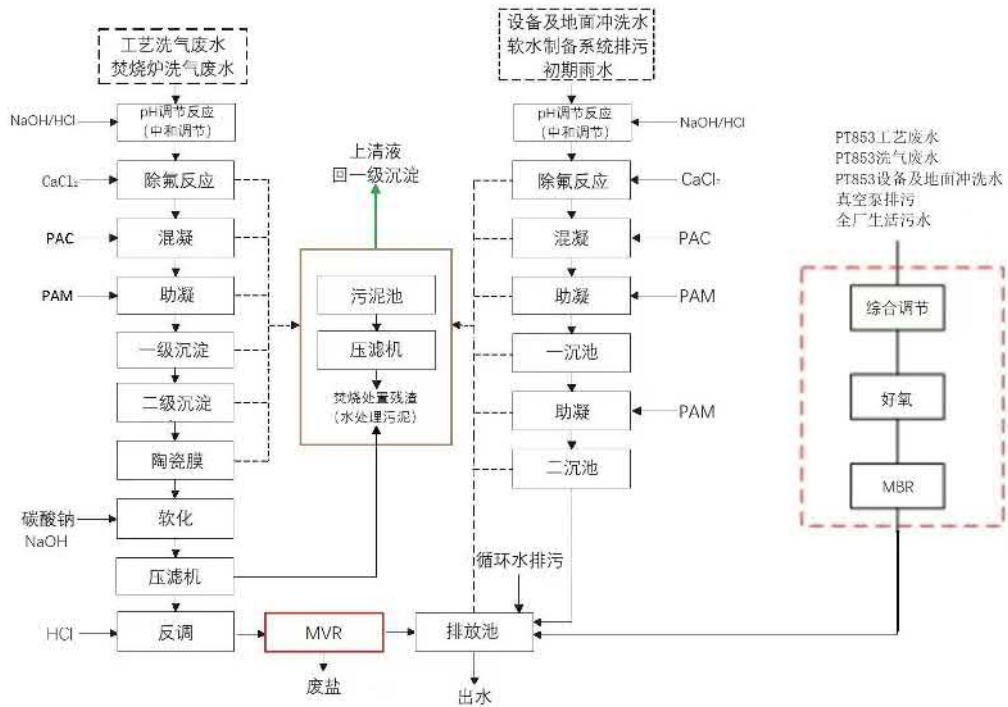 工艺洗气废水
焚烧炉洗气废水
NaOH/HCl
pH调节反应
(中和调节)
CaCl₂
除氟反应
PAC
混凝
PAM
助凝
一级沉淀
二级沉淀
陶瓷膜
碳酸钠
NaOH
软化
压滤机
HCl
反调
MVR
废盐
上清液
回一级沉淀
污泥池
压滤机
焚烧处置残渣
(水处理污泥)
设备及地面冲洗水
软水制备系统排污
初期雨水
pH调节反应
(中和调节)
NaOH/HCl
除氟反应
CaCl₂
混凝
PAC
助凝
PAM
一沉池
助凝
PAM
二沉池
循环水排污
排放池
出水
PT853工艺废水
PT853洗气废水
PT853设备及地面冲洗水
真空泵排污
全厂生活污水
综合调节
好氧
MBR